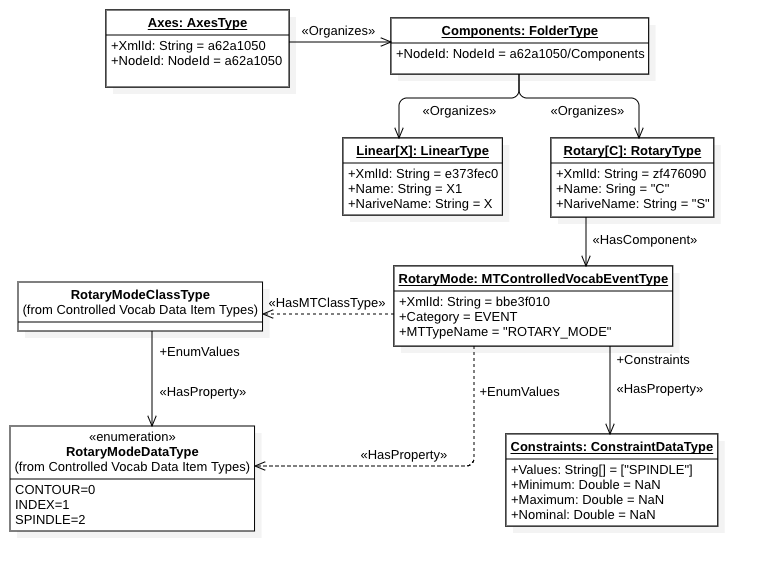 Axes: AxesType
+XmlId: String = a62a1050
+NodeId: NodeId = a62a1050
«Organizes»
Components: FolderType
+NodeId: NodeId = a62a1050/Components
«Organizes»
«Organizes»
Linear[X]: LinearType
+XmlId: String = e373fec0
+Name: String = X1
+NariveName: String = X
Rotary[C]: RotaryType
+XmlId: String = zf476090
+Name: Sring = "C"
+NariveName: String = "S"
«HasComponent»
RotaryMode: MTControlledVocabEventType
+XmlId: String = bbe3f010
+Category = EVENT
+MTTypeName = "ROTARY_MODE"
«HasMTClassType»
RotaryModeClassType
(from Controlled Vocab Data Item Types)
+EnumValues
«HasProperty»
+EnumValues
«HasProperty»
+Constraints
«HasProperty»
«enumeration»
RotaryModeDataType
(from Controlled Vocab Data Item Types)
CONTOUR=0
INDEX=1
SPINDLE=2
Constraints: ConstraintDataType
+Values: String[] = ["SPINDLE"]
+Minimum: Double = NaN
+Maximum: Double = NaN
+Nominal: Double = NaN